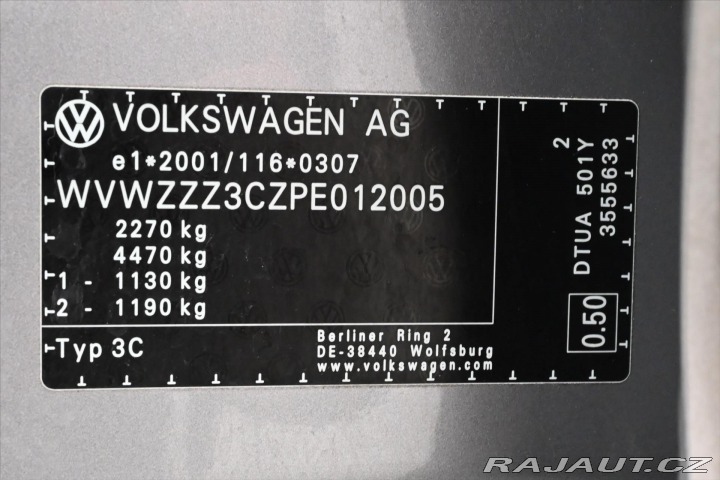 VOLKSWAGEN AG
e1*2001/116*0307
WVWZZZ3CZPE012005
2270 kg
4470 kg
1 - 1130 kg
2 - 1190 kg
Typ 3C
Berliner Ring 2
DE-38440 Wolfsburg
www.volkswagen.com
2
DTUA 501Y
3555633
0.50
RAJAUT.CZ